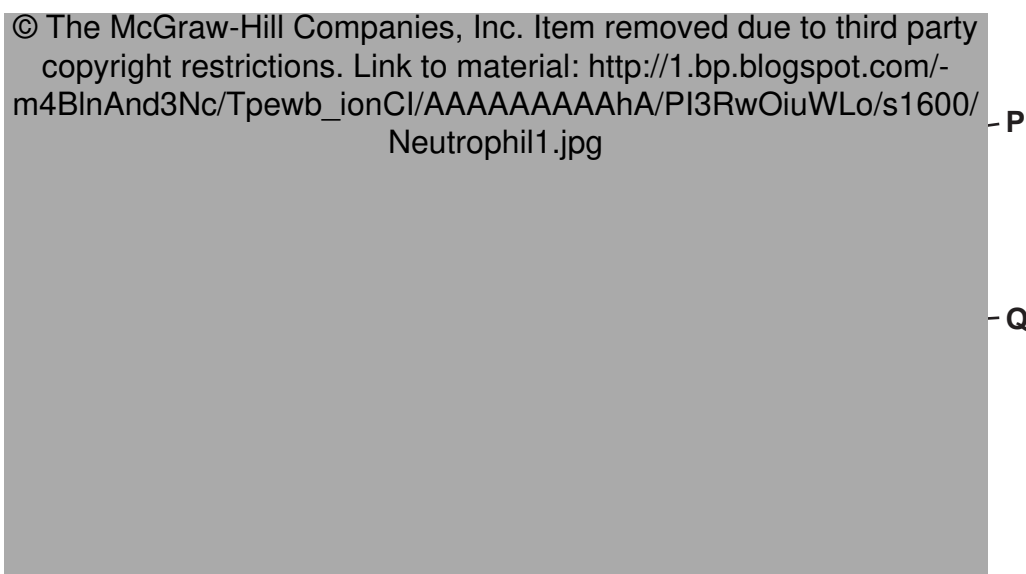 © The McGraw-Hill Companies, Inc. Item removed due to third party
copyright restrictions. Link to material: http://1.bp.blogspot.com/-
m4BlnAnd3Nc/Tpewb_ionCI/AAAAAAAAAhA/PI3RwOiuWLo/s1600/
Neutrophil1.jpg
P
Q